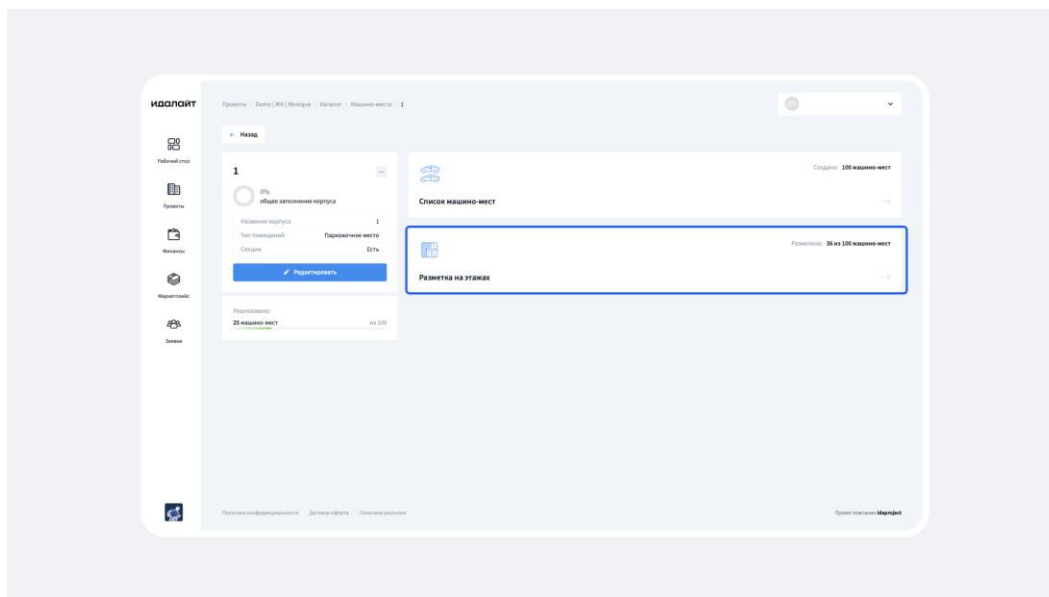 идалайт
Проекты
Demo (ЖК) Monique
Каталог
Машино-места
1
Назад
Рабочий стол
Проекты
Финансы
Маркетплейс
Заявки
1
0%
общее заполнение корпуса
Название корпуса 1
Тип помещений Парковочное место
Секции Есть
Редактировать
Реализовано
25 машино-мест из 100
Создано: 100 машино-мест
Список машино-мест
Размечено: 36 из 100 машино-мест
Разметка на этажах
Политика конфиденциальности Договор оферта Политика рассылки
Проект компании idaproject